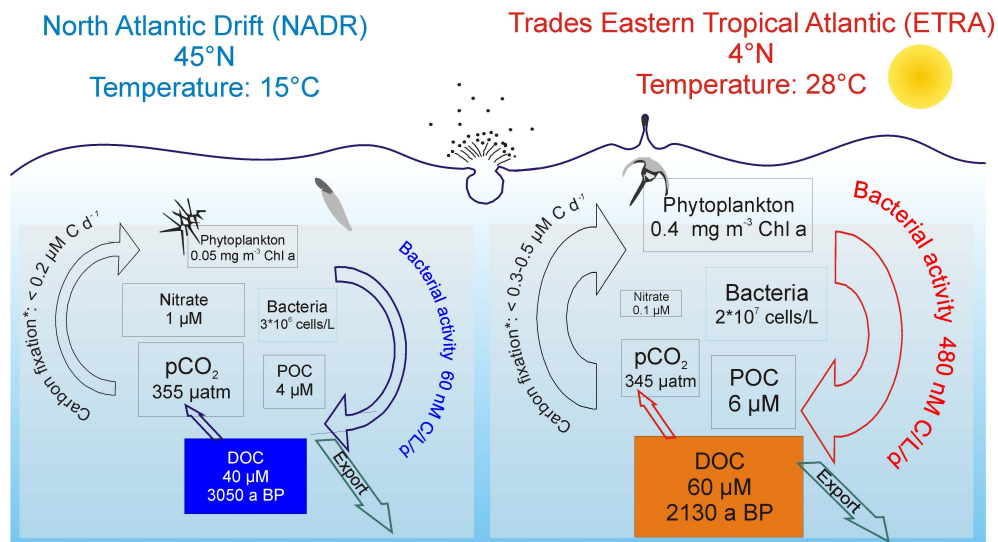 North Atlantic Drift (NADR)
45°N
Temperature: 15°C
Trades Eastern Tropical Atlantic (ETRA)
4°N
Temperature: 28°C
Carbon fixation*: < 0.2 µM C d⁻¹
Phytoplankton
0.05 mg m⁻³ Chl a
Nitrate
1 µM
Bacteria
3*10⁶ cells/L
pCO₂
355 µatm
POC
4 µM
Bacterial activity 60 nM C/L/d
DOC
40 µM
3050 a BP
Export
Carbon fixation*: < 0.3-0.5 µM C d⁻¹
Phytoplankton
0.4 mg m⁻³ Chl a
Nitrate
0.1 µM
Bacteria
2*10⁷ cells/L
pCO₂
345 µatm
POC
6 µM
Bacterial activity 480 nM C/L/d
DOC
60 µM
2130 a BP
Export